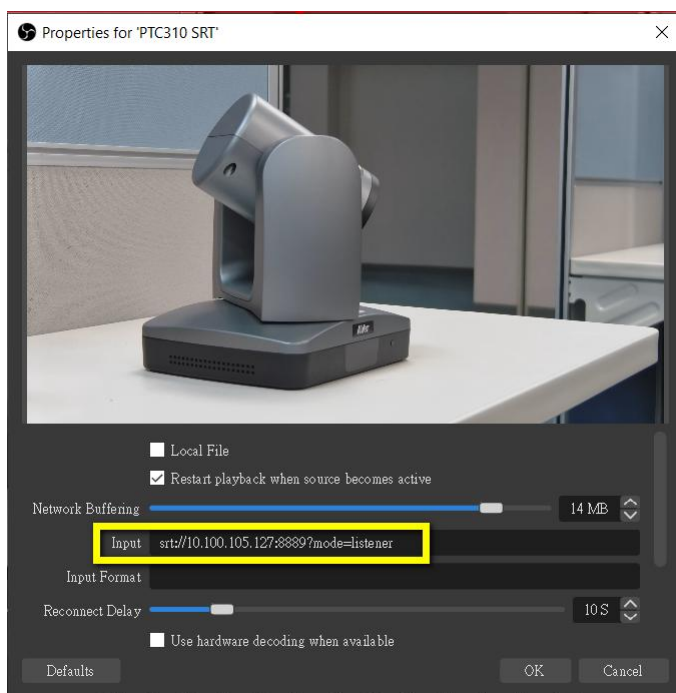 Properties for 'PTC310 SRT'
AVer
Local File
Restart playback when source becomes active
Network Buffering 14 MB
Input srt://10.100.105.127:8889?mode=listener
Input Format
Reconnect Delay 10 S
Use hardware decoding when available
Defaults OK Cancel